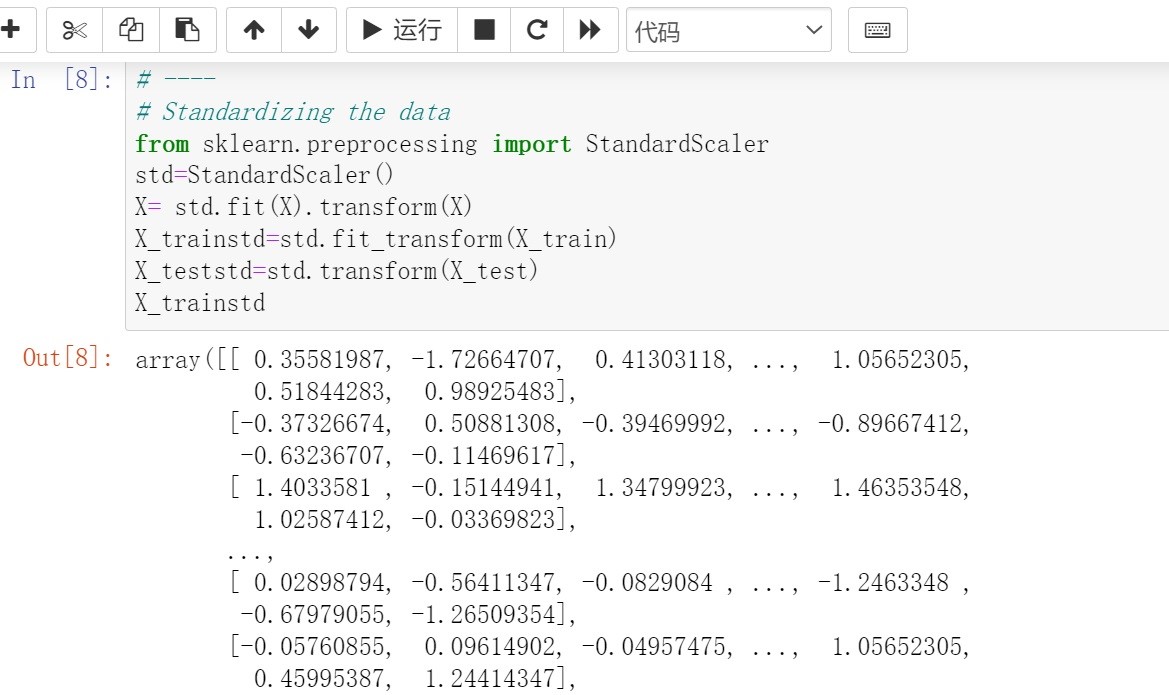 运行
代码
In [8]:
# ----
# Standardizing the data
from sklearn.preprocessing import StandardScaler
std=StandardScaler()
X= std.fit(X).transform(X)
X_trainstd=std.fit_transform(X_train)
X_teststd=std.transform(X_test)
X_trainstd
Out[8]:
array([[ 0.35581987, -1.72664707,  0.41303118, ...,  1.05652305,
         0.51844283,  0.98925483],
       [-0.37326674,  0.50881308, -0.39469992, ..., -0.89667412,
        -0.63236707, -0.11469617],
       [ 1.4033581 , -0.15144941,  1.34799923, ...,  1.46353548,
         1.02587412, -0.03369823],
       ...,
       [ 0.02898794, -0.56411347, -0.0829084 , ..., -1.2463348 ,
        -0.67979055, -1.26509354],
       [-0.05760855,  0.09614902, -0.04957475, ...,  1.05652305,
         0.45995387,  1.24414347],